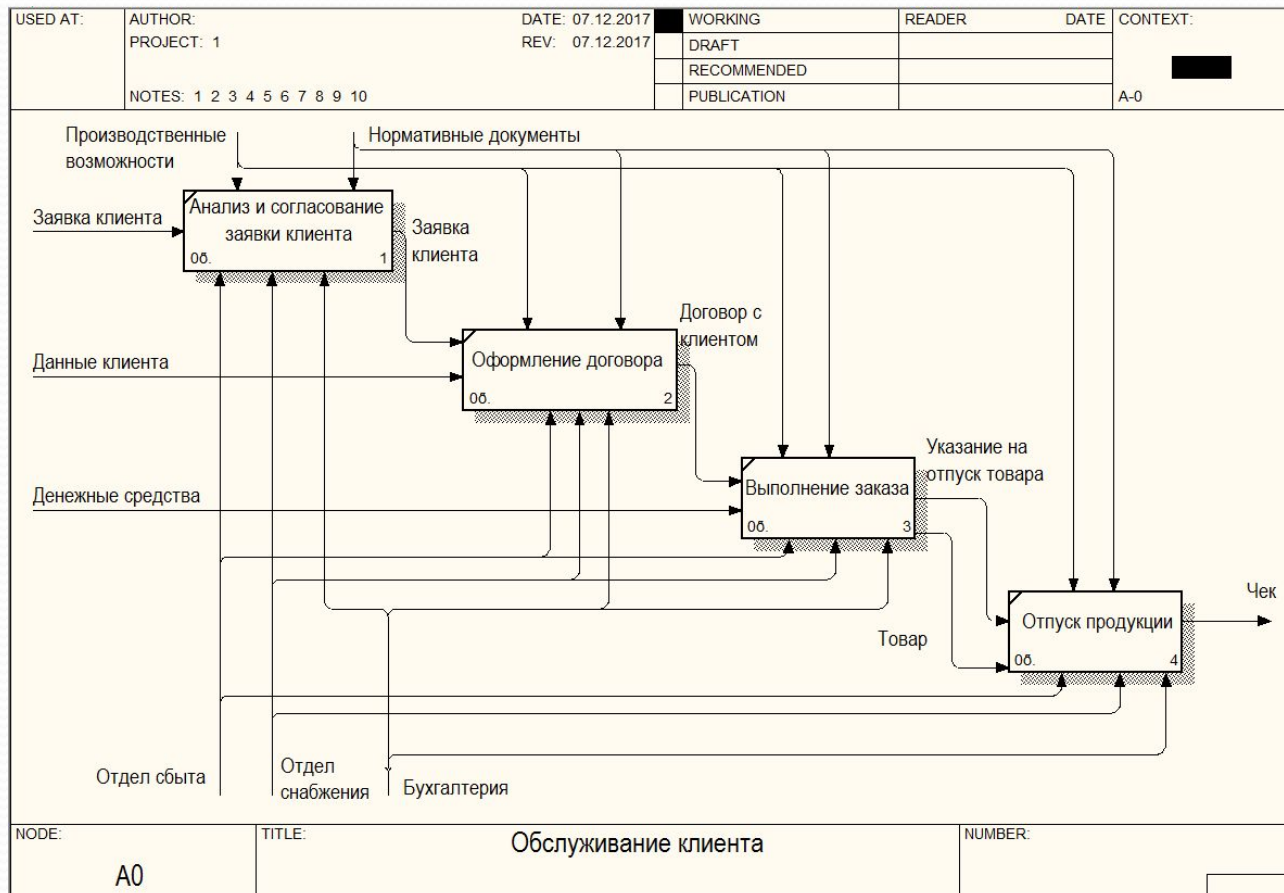 USED AT:
AUTHOR:
DATE: 07.12.2017
WORKING
READER
DATE
CONTEXT:
PROJECT: 1
REV: 07.12.2017
DRAFT
RECOMMENDED
NOTES: 1 2 3 4 5 6 7 8 9 10
PUBLICATION
A-0
Производственные
возможности
Нормативные документы
Заявка клиента
Анализ и согласование
заявки клиента
0б.
1
Заявка
клиента
Данные клиента
Оформление договора
0б.
2
Договор с
клиентом
Денежные средства
Выполнение заказа
0б.
3
Указание на
отпуск товара
Товар
Отпуск продукции
0б.
4
Чек
Отдел сбыта
Отдел
снабжения
Бухгалтерия
NODE:
A0
TITLE:
Обслуживание клиента
NUMBER: